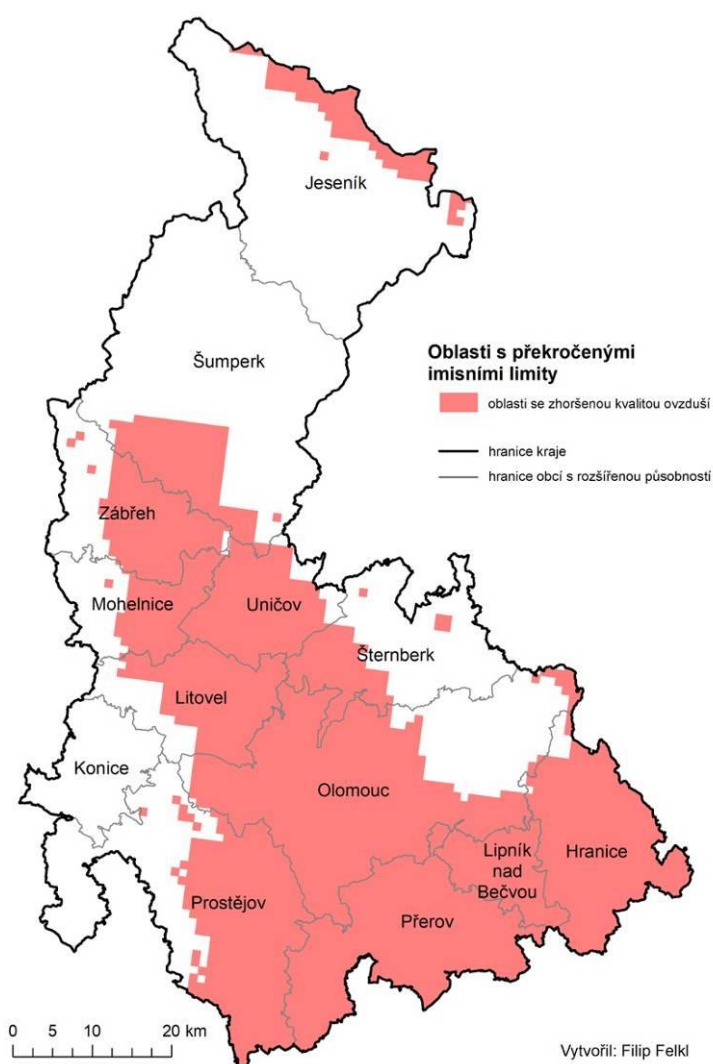 Jeseník
Šumperk
Oblasti s překročenými
imisními limity
oblasti se zhoršenou kvalitou ovzduší
hranice kraje
hranice obcí s rozšířenou působností
Zábřeh
Mohelnice
Uničov
Šternberk
Litovel
Konice
Olomouc
Lipník
nad
Bečvou
Hranice
Prostějov
Přerov
0 5 10 20 km
Vytvořil: Filip Felkl